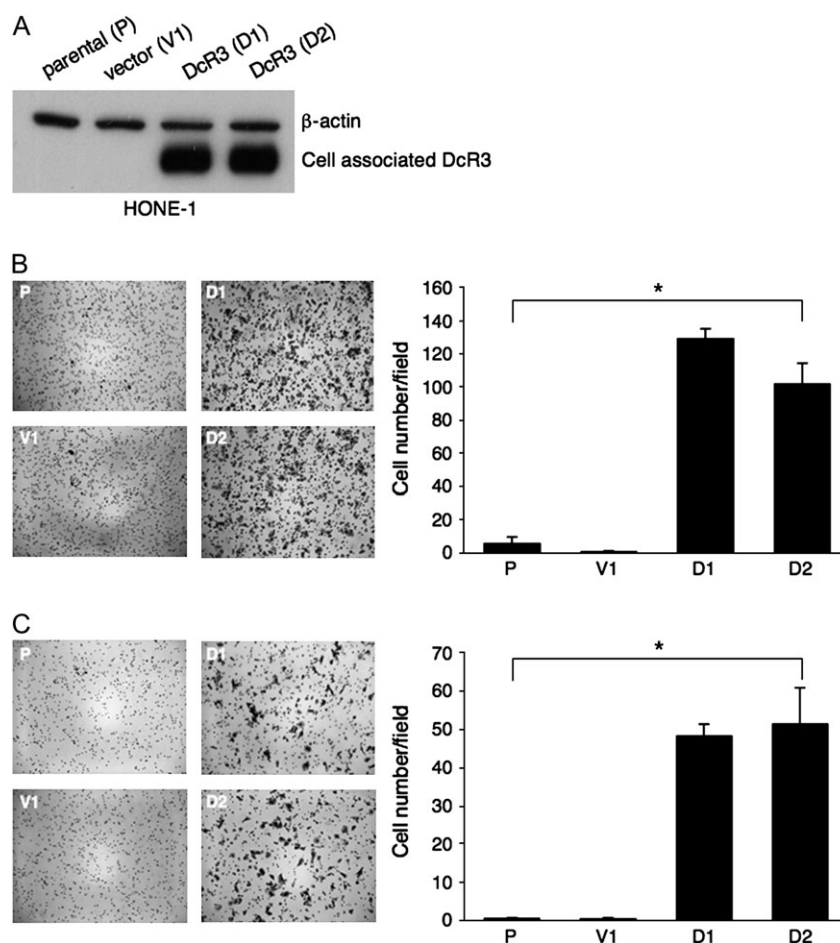 A
parental (P)
vector (V1)
DcR3 (D1)
DcR3 (D2)
β-actin
Cell associated DcR3
HONE-1
B
P
D1
V1
D2
Cell number/field
160
140
120
100
80
60
40
20
0
*
P
V1
D1
D2
C
P
D1
V1
D2
Cell number/field
70
60
50
40
30
20
10
0
*
P
V1
D1
D2